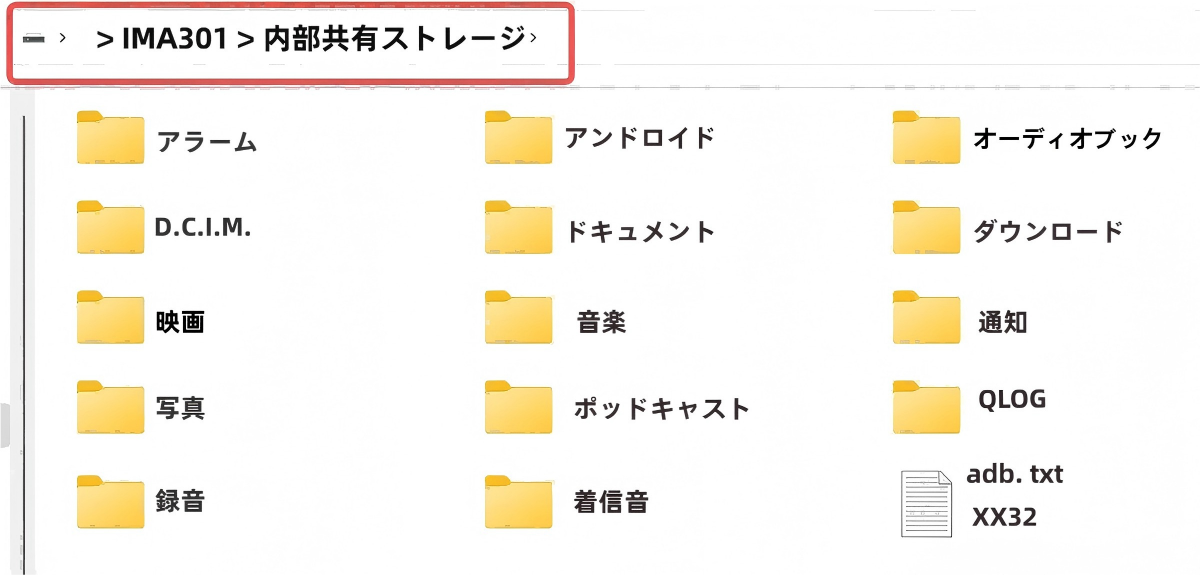 > > IMA301 > 内部共有ストレージ >
アラーム
アンドロイド
オーディオブック
D.C.I.M.
ドキュメント
ダウンロード
映画
音楽
通知
写真
ポッドキャスト
QLOG
録音
着信音
adb. txt
XX32